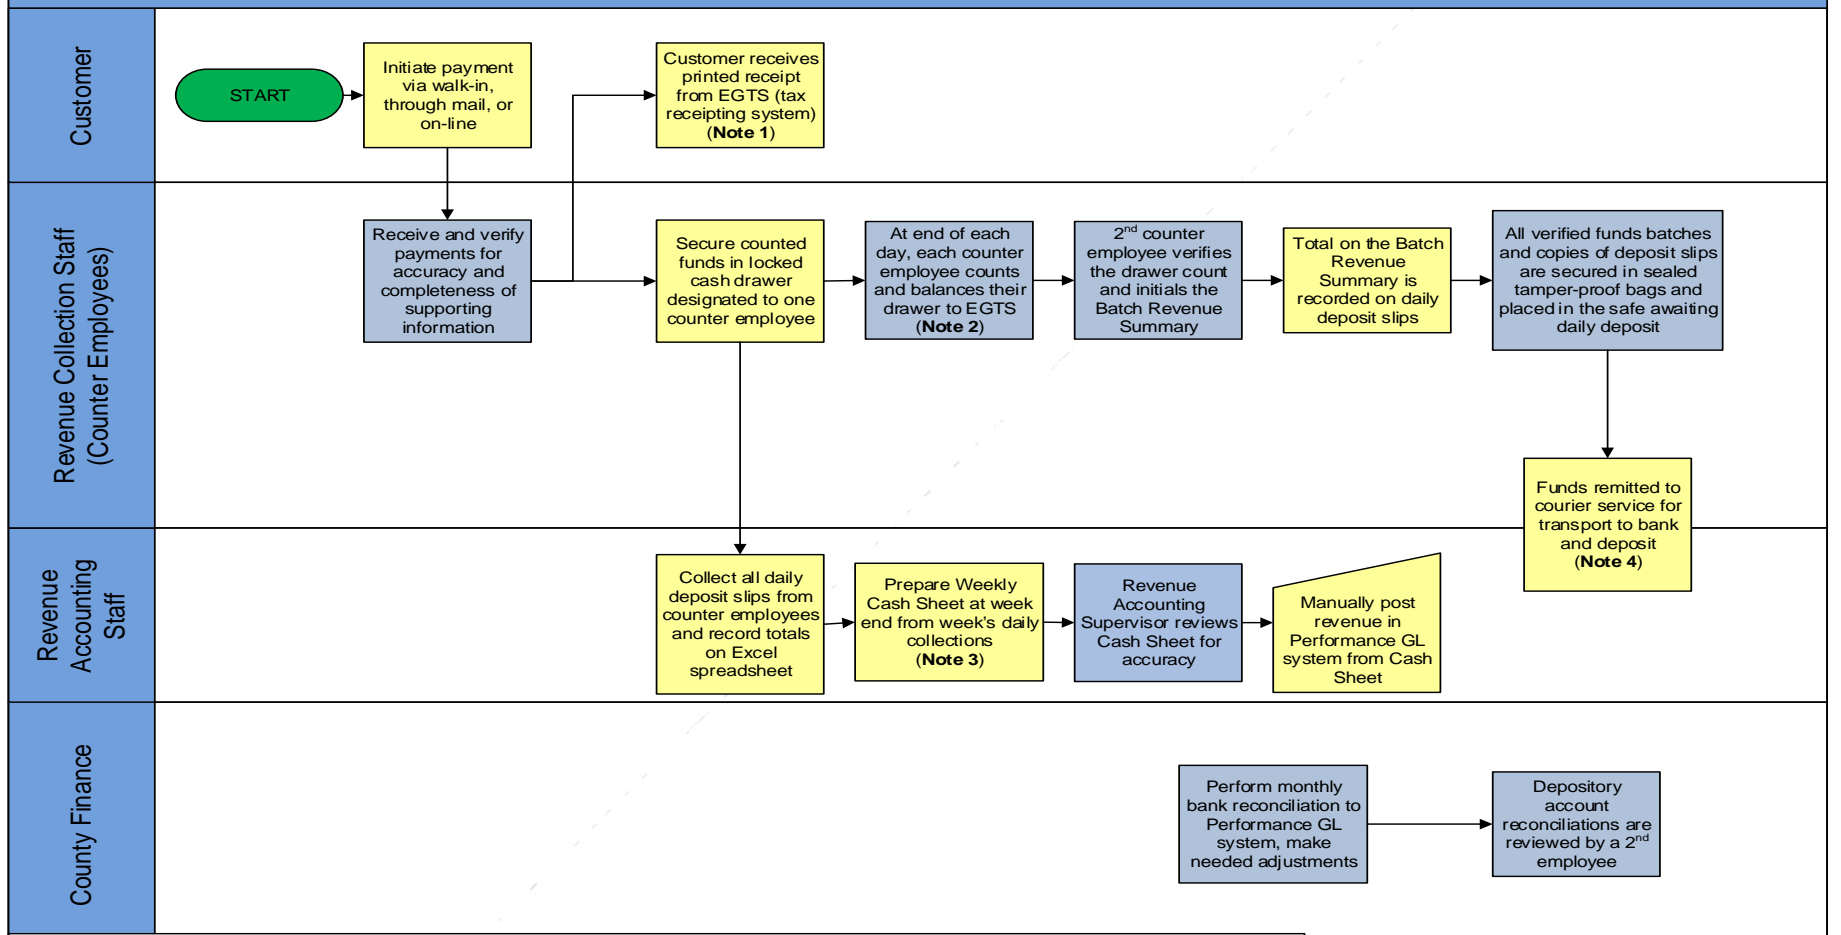 Customer
START
Initiate payment
via walk-in,
through mail, or
on-line
Customer receives
printed receipt
from EGTS (tax
receipting system)
(Note 1)
Revenue Collection Staff
(Counter Employees)
Receive and verify
payments for
accuracy and
completeness of
supporting
information
Secure counted
funds in locked
cash drawer
designated to one
counter employee
At end of each
day, each counter
employee counts
and balances their
drawer to EGTS
(Note 2)
2nd counter
employee verifies
the drawer count
and initials the
Batch Revenue
Summary
Total on the Batch
Revenue
Summary is
recorded on daily
deposit slips
All verified funds batches
and copies of deposit slips
are secured in sealed
tamper-proof bags and
placed in the safe awaiting
daily deposit
Funds remitted to
courier service for
transport to bank
and deposit
(Note 4)
Revenue
Accounting
Staff
Collect all daily
deposit slips from
counter employees
and record totals
on Excel
spreadsheet
Prepare Weekly
Cash Sheet at week
end from week's daily
collections
(Note 3)
Revenue
Accounting
Supervisor reviews
Cash Sheet for
accuracy
Manually post
revenue in
Performance GL
system from Cash
Sheet
County Finance
Perform monthly
bank reconciliation to
Performance GL
system, make
needed adjustments
Depository
account
reconciliations are
reviewed by a 2nd
employee